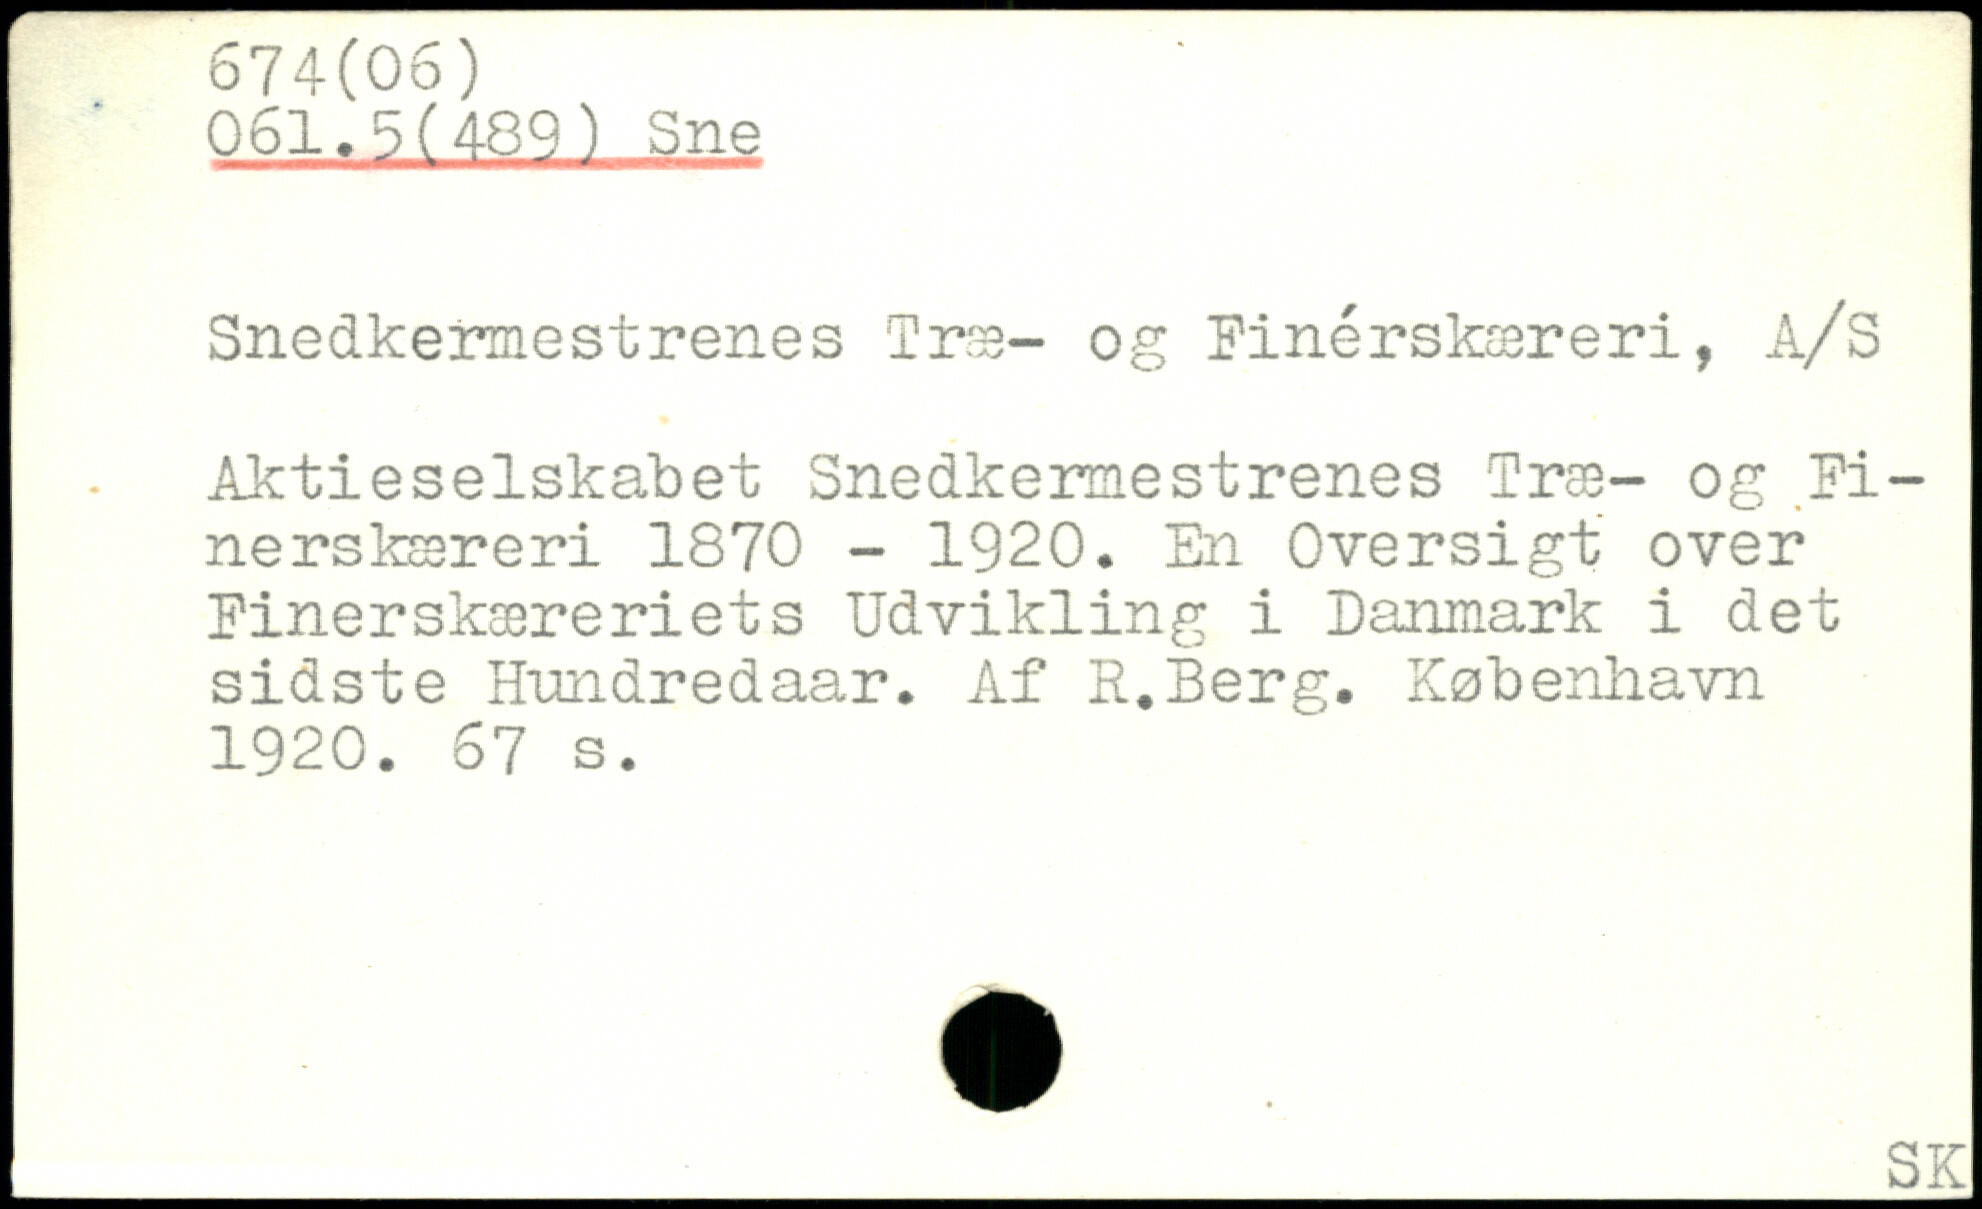 674(06)
061.5(489) Sne
Snedkermestrenes Træ- og Finérskæreri, A/S
Aktieselskabet Snedkermestrenes Træ- og Fi-
nerskæreri 1870 - 1920. En Oversigt over
Finerskæreriets Udvikling i Danmark i det
sidste Hundredaar. Af R.Berg. København
1920. 67 s.
SK